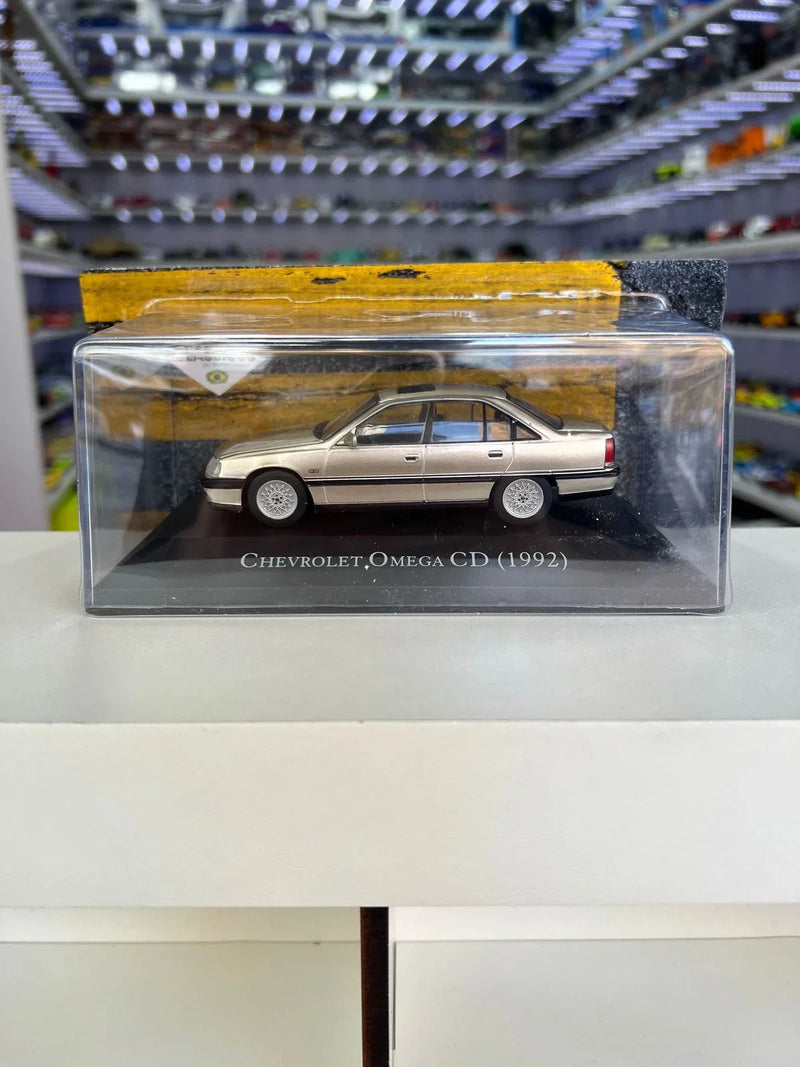 CHEVROLET OMEGA CD (1992)